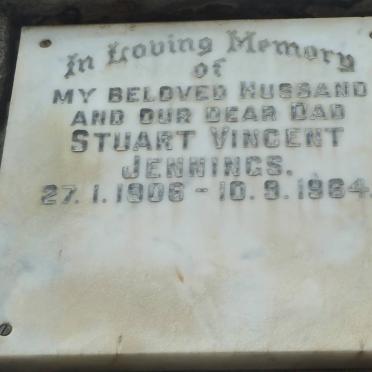 In Loving Memory
of
MY BELOVED HUSBAND
AND OUR DEAR DAD
STUART VINCENT
JENNINGS.
27.1.1906 - 10.9.1964.